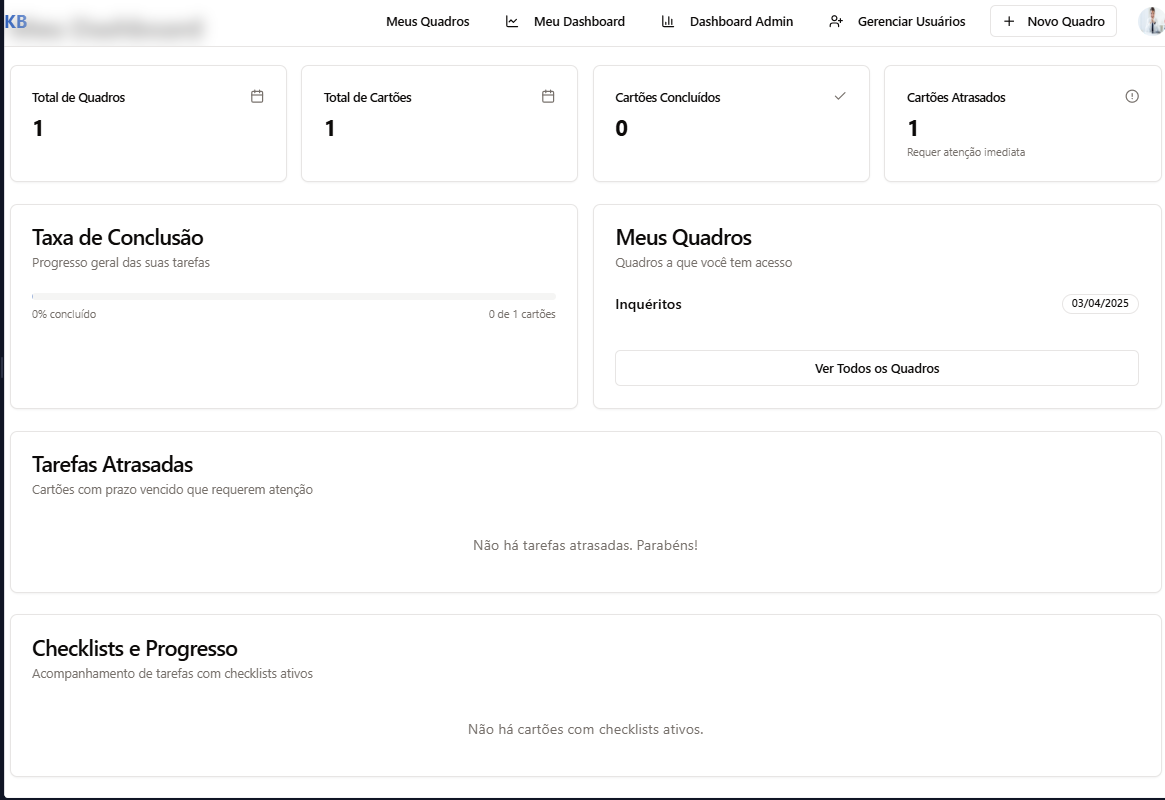 KB
Meus Quadros
Meu Dashboard
Dashboard Admin
Gerenciar Usuários
Novo Quadro
Total de Quadros
1
Total de Cartões
1
Cartões Concluídos
0
Cartões Atrasados
1
Requer atenção imediata
Taxa de Conclusão
Progresso geral das suas tarefas
0% concluído
0 de 1 cartões
Meus Quadros
Quadros a que você tem acesso
Inquéritos
03/04/2025
Ver Todos os Quadros
Tarefas Atrasadas
Cartões com prazo vencido que requerem atenção
Não há tarefas atrasadas. Parabéns!
Checklists e Progresso
Acompanhamento de tarefas com checklists ativos
Não há cartões com checklists ativos.